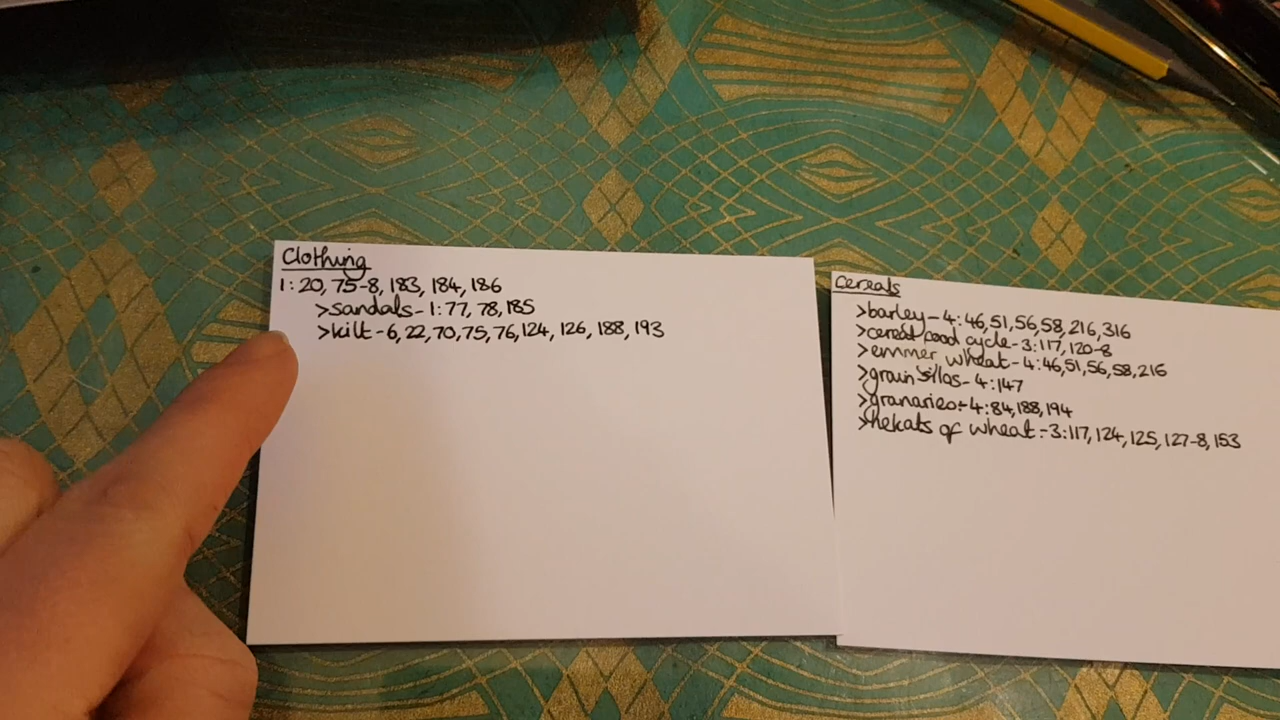 Clothing
1:20, 75-8, 183, 184, 186
>sandals-1:77, 78, 185
>kilt-6, 22, 70, 75, 76, 124, 126, 188, 193
Cereals
>barley-4:46, 51, 56, 58, 216, 316
>cereal food cycle-3:117, 120-8
>emmer wheat-4:46, 51, 56, 58, 216
>grain silos-4:147
>granaries-4:84, 188, 194
>hekats of wheat-3:117, 124, 125, 127-8, 153